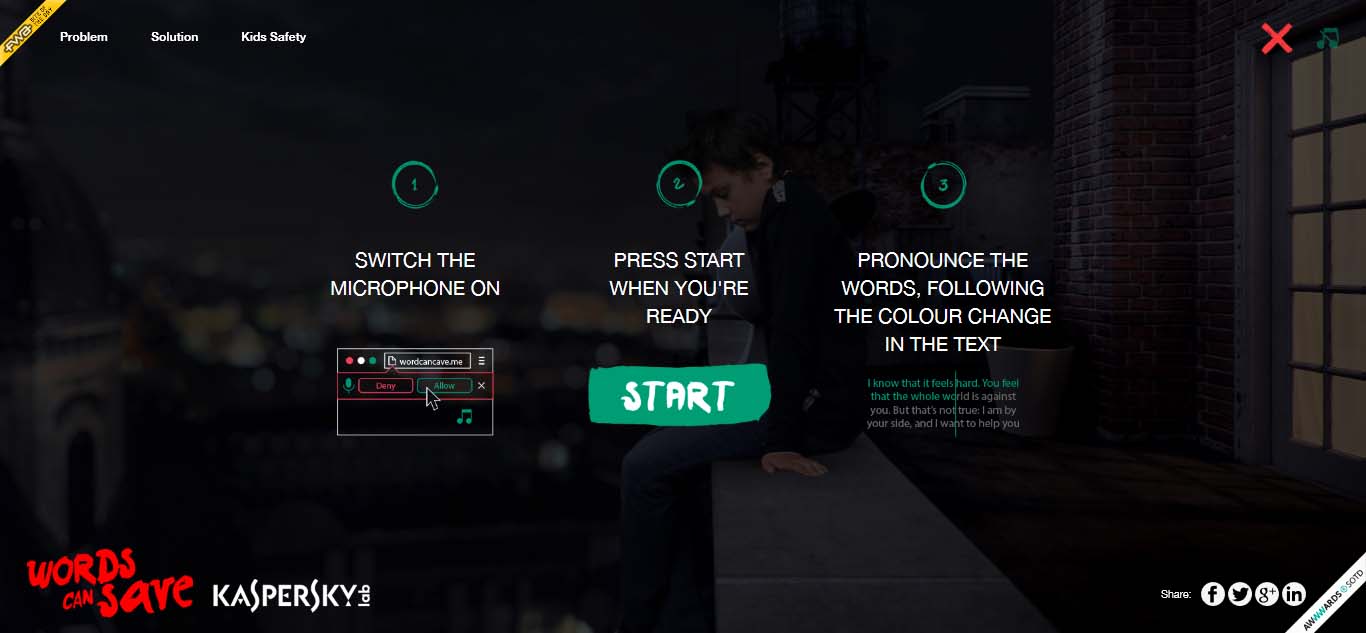 FWA SITE OF THE DAY
Problem
Solution
Kids Safety
1
SWITCH THE
MICROPHONE ON
wordcancave.me
Deny
Allow
2
PRESS START
WHEN YOU'RE
READY
START
3
PRONOUNCE THE
WORDS, FOLLOWING
THE COLOUR CHANGE
IN THE TEXT
I know that it feels hard. You feel
that the whole world is against
you. But that's not true: I am by
your side, and I want to help you
WORDS
CAN save
KASPERSKY lab
Share:
f
g+
in
AWWWARDS SOTD